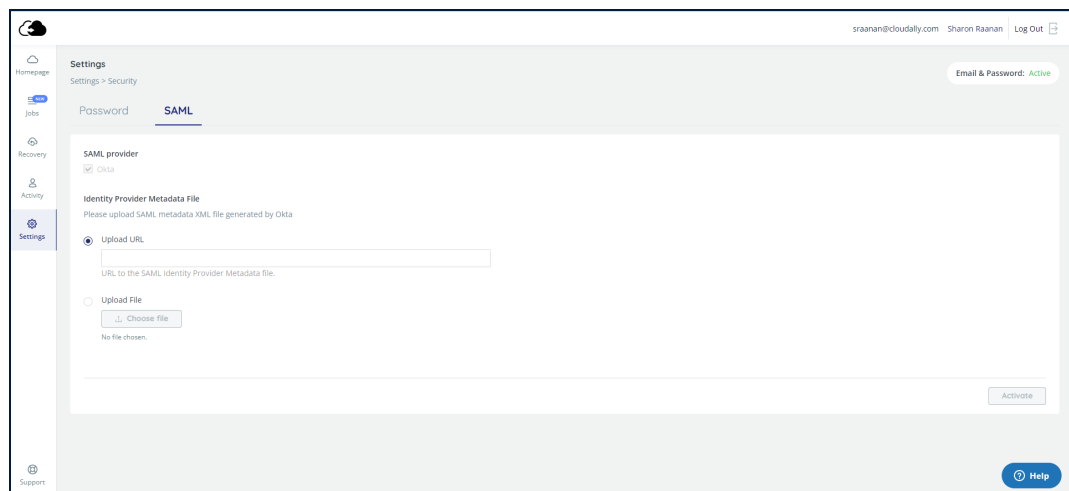 sraanan@cloudally.com Sharon Raanan Log Out
Homepage
NEW
Jobs
Recovery
Activity
Settings
Support
Settings
Settings > Security
Email & Password: Active
Password SAML
SAML provider
Okta
Identity Provider Metadata File
Please upload SAML metadata XML file generated by Okta
Upload URL
URL to the SAML Identity Provider Metadata file.
Upload File
Choose file
No file chosen.
Activate
Help